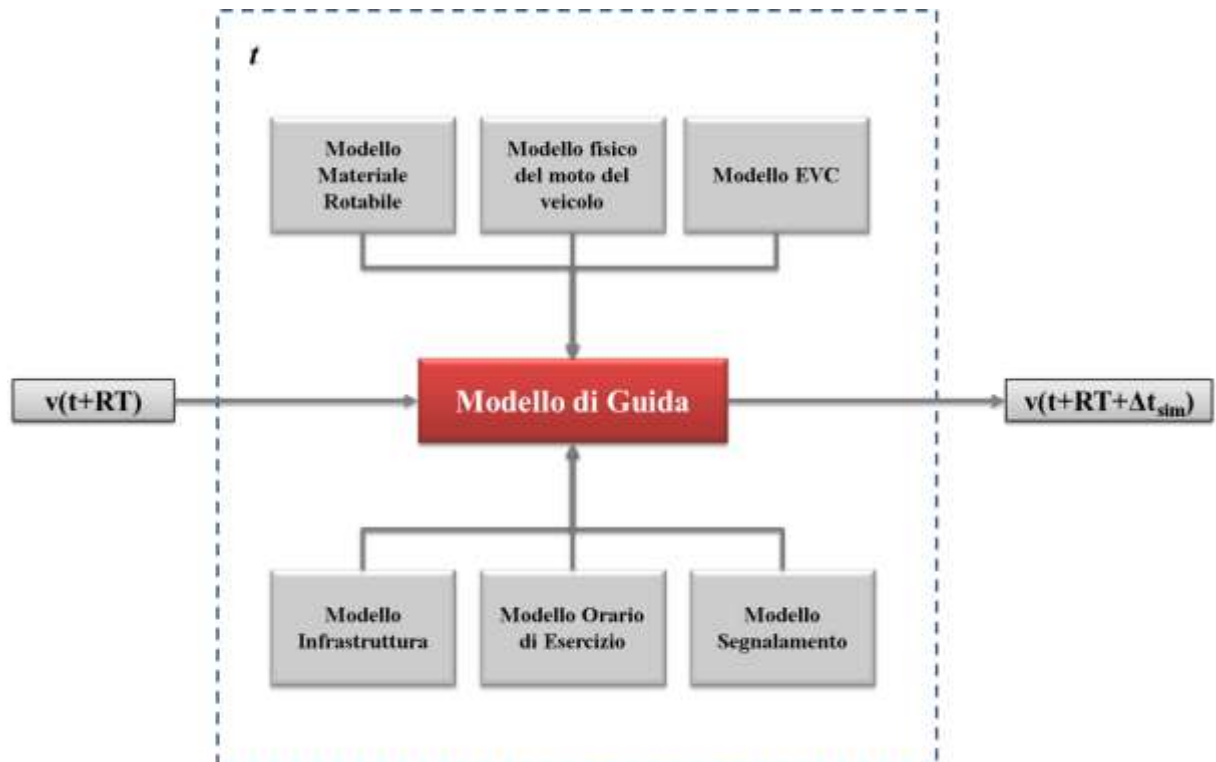 t
Modello
Materiale
Rotabile
Modello fisico
del moto del
veicolo
Modello EVC
v(t+RT)
Modello di Guida
v(t+RT+Δtsim)
Modello
Infrastruttura
Modello Orario
di Esercizio
Modello
Segnalamento